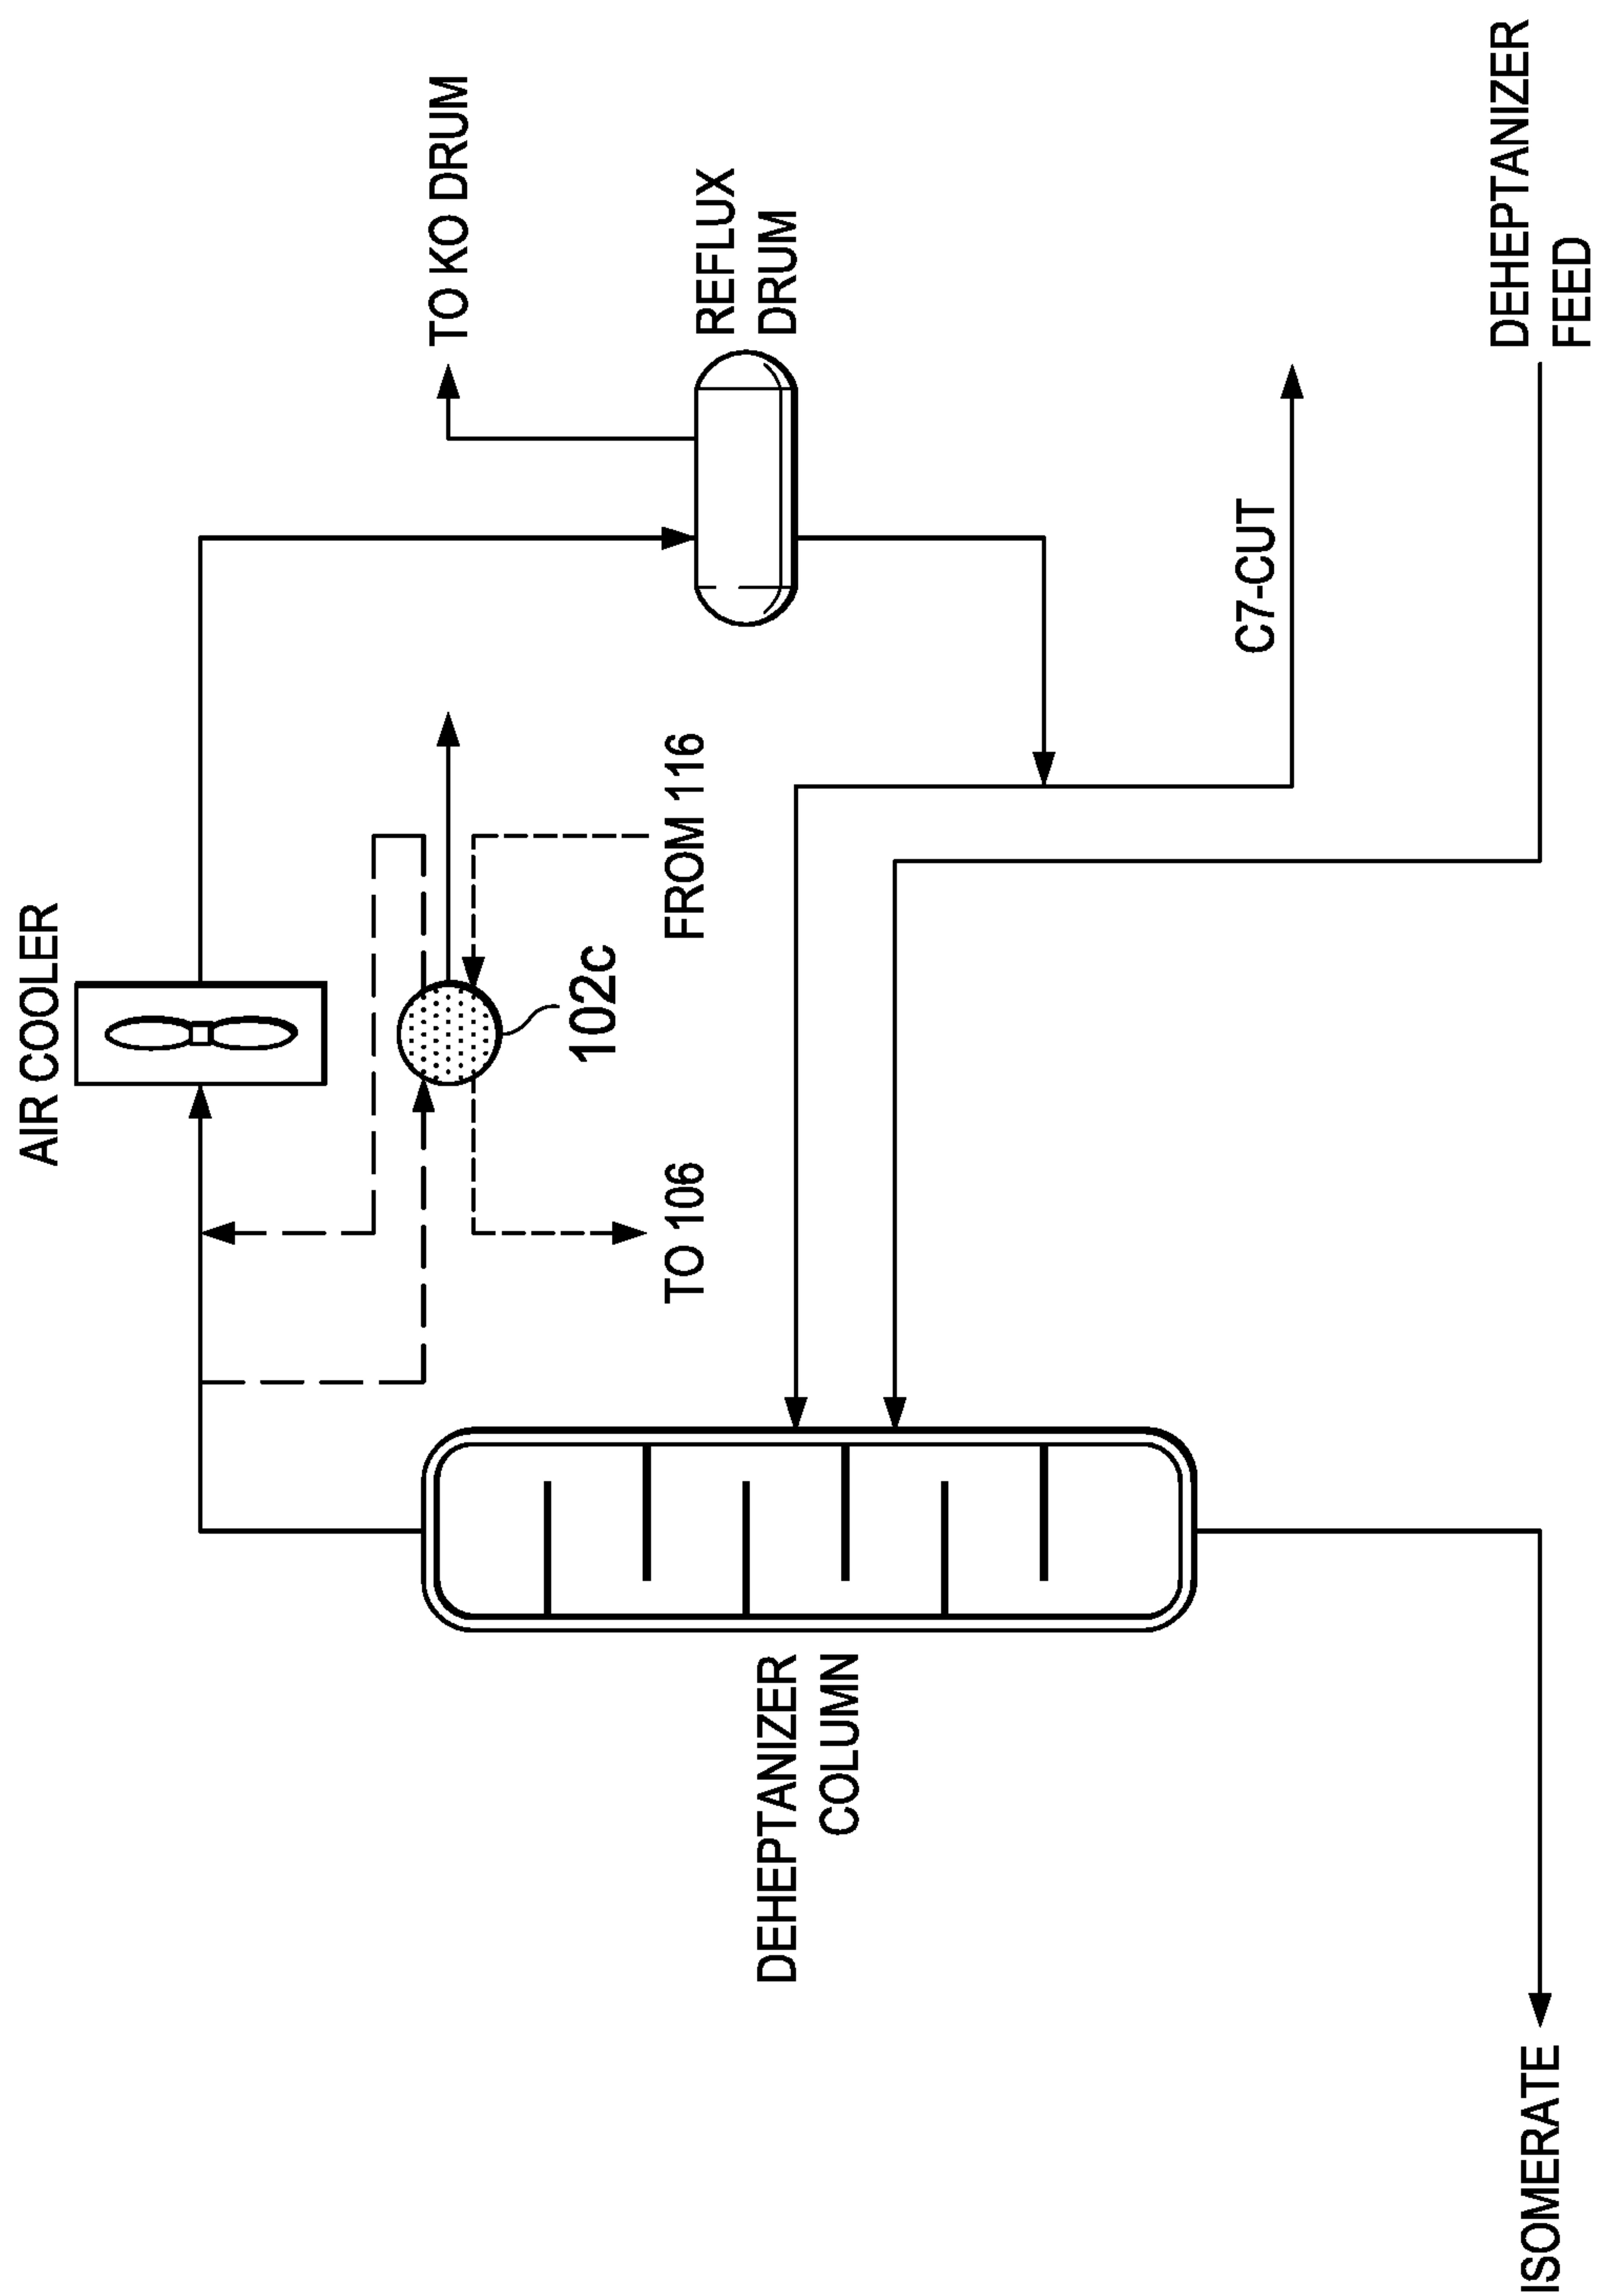 AIR COOLER
TO KO DRUM
REFLUX
DRUM
FROM 116
102c
TO 106
C7-CUT
DEHEPTANIZER
FEED
DEHEPTANIZER
COLUMN
ISOMERATE